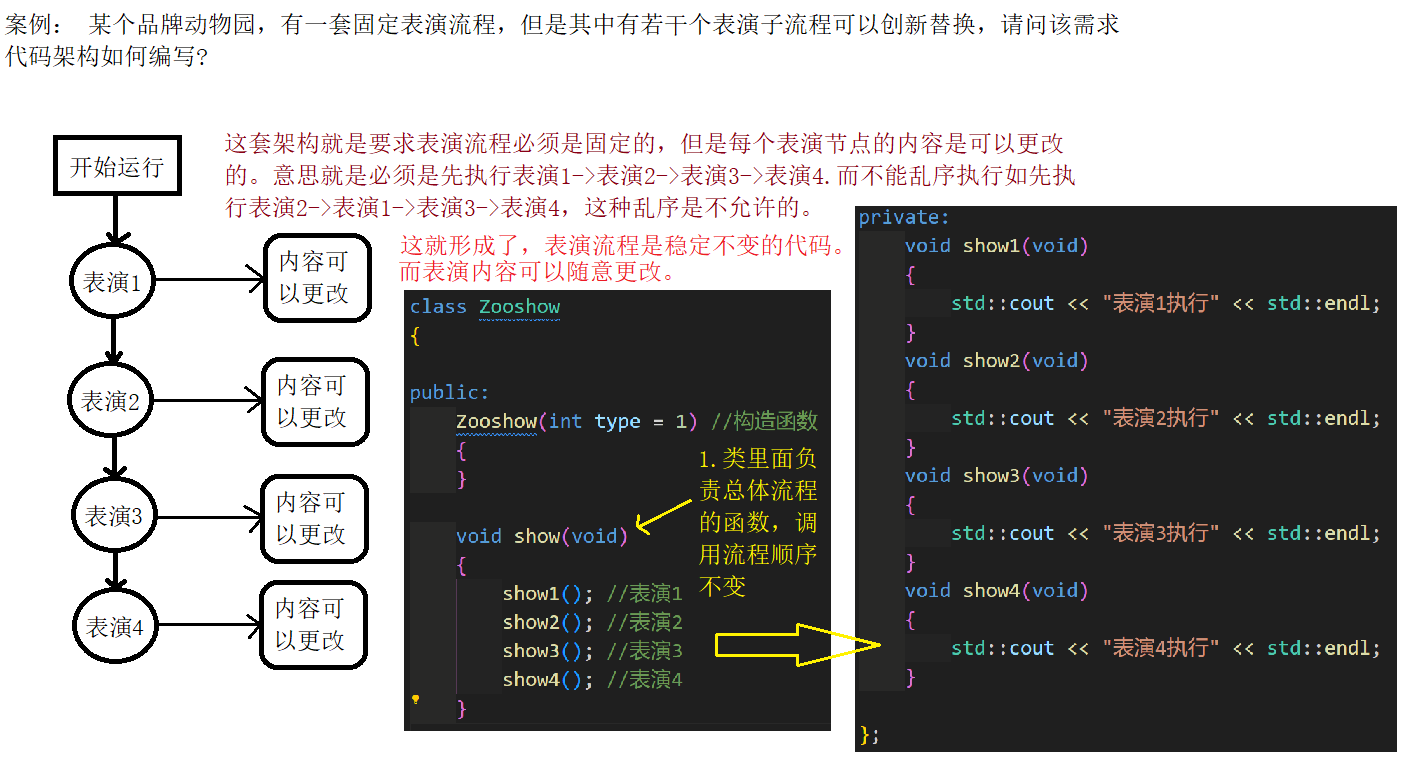 案例： 某个品牌动物园，有一套固定表演流程，但是其中有若干个表演子流程可以创新替换，请问该需求
代码架构如何编写?
开始运行
表演1
内容可
以更改
表演2
内容可
以更改
表演3
内容可
以更改
表演4
内容可
以更改
这套架构就是要求表演流程必须是固定的，但是每个表演节点的内容是可以更改
的。意思就是必须是先执行表演1->表演2->表演3->表演4.而不能乱序执行如先执
行表演2->表演1->表演3->表演4，这种乱序是不允许的。
这就形成了，表演流程是稳定不变的代码。
而表演内容可以随意更改。
class Zooshow
{
public:
Zooshow(int type = 1) //构造函数
{
}
void show(void)
{
show1(); //表演1
show2(); //表演2
show3(); //表演3
show4(); //表演4
}
1.类里面负
责总体流程
的函数，调
用流程顺序
不变
private:
void show1(void)
{
std::cout << "表演1执行" << std::endl;
}
void show2(void)
{
std::cout << "表演2执行" << std::endl;
}
void show3(void)
{
std::cout << "表演3执行" << std::endl;
}
void show4(void)
{
std::cout << "表演4执行" << std::endl;
}
};